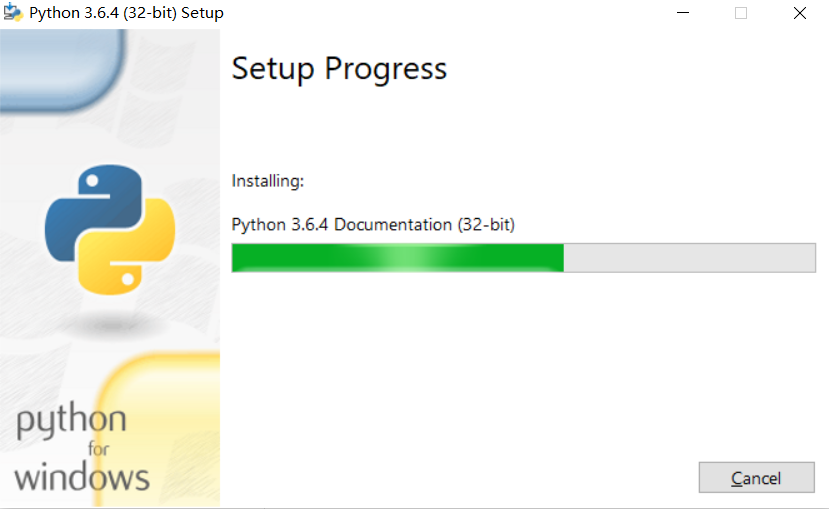 Python 3.6.4 (32-bit) Setup
Setup Progress
Installing:
Python 3.6.4 Documentation (32-bit)
python
for
windows
Cancel